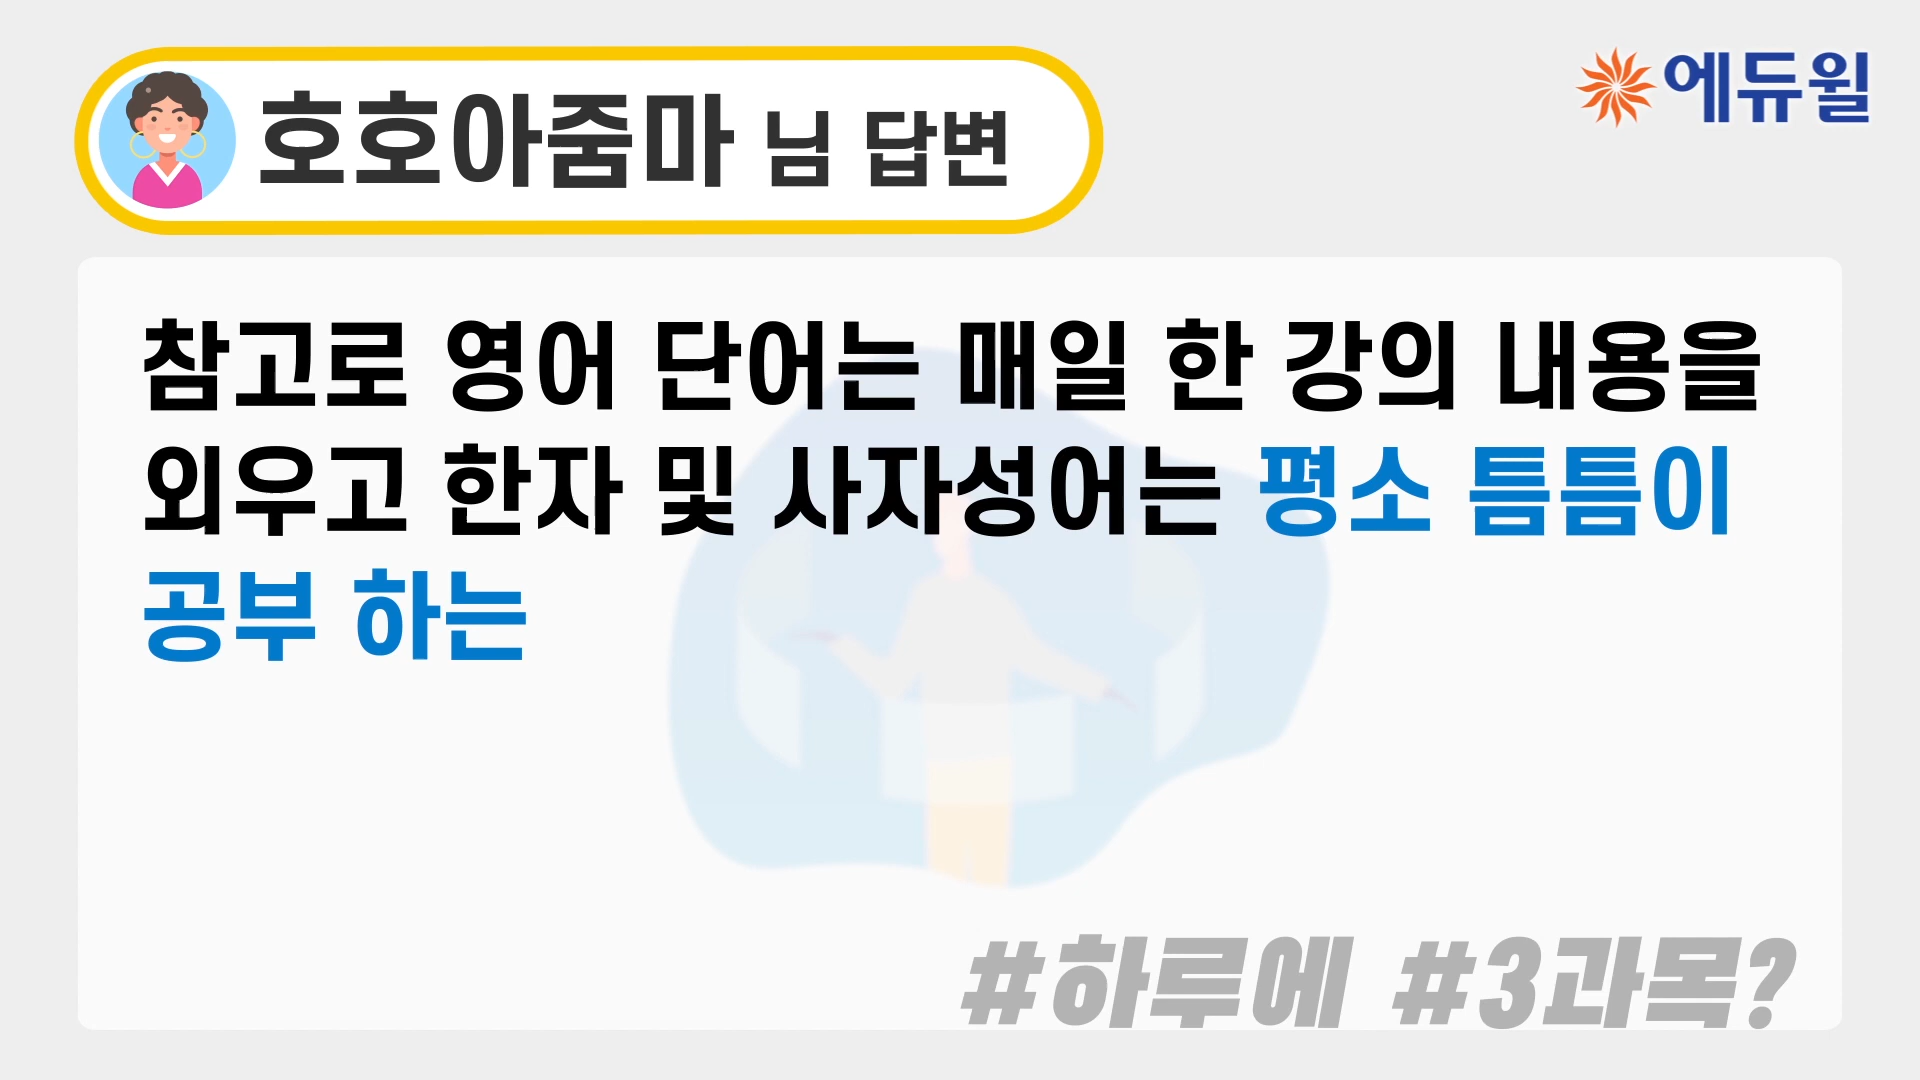 호호아줌마 님 답변
에듀윌
참고로 영어 단어는 매일 한 강의 내용을
외우고 한자 및 사자성어는 평소 틈틈이
공부 하는
#하루에 #3과목?